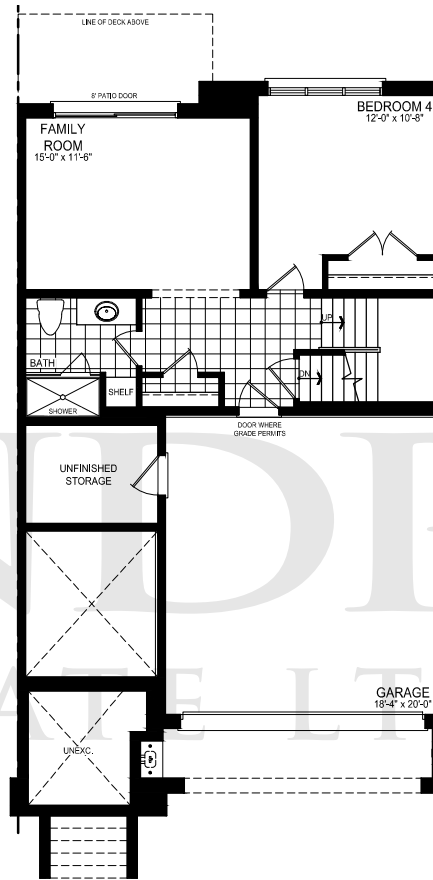 LINE OF DECK ABOVE
8' PATIO DOOR
FAMILY
ROOM
15'-0" x 11'-6"
BEDROOM 4
12'-0" x 10'-8"
UP
BATH
DN
SHELF
SHOWER
DOOR WHERE
GRADE PERMITS
UNFINISHED
STORAGE
GARAGE
18'-4" x 20'-0"
UNEXC.